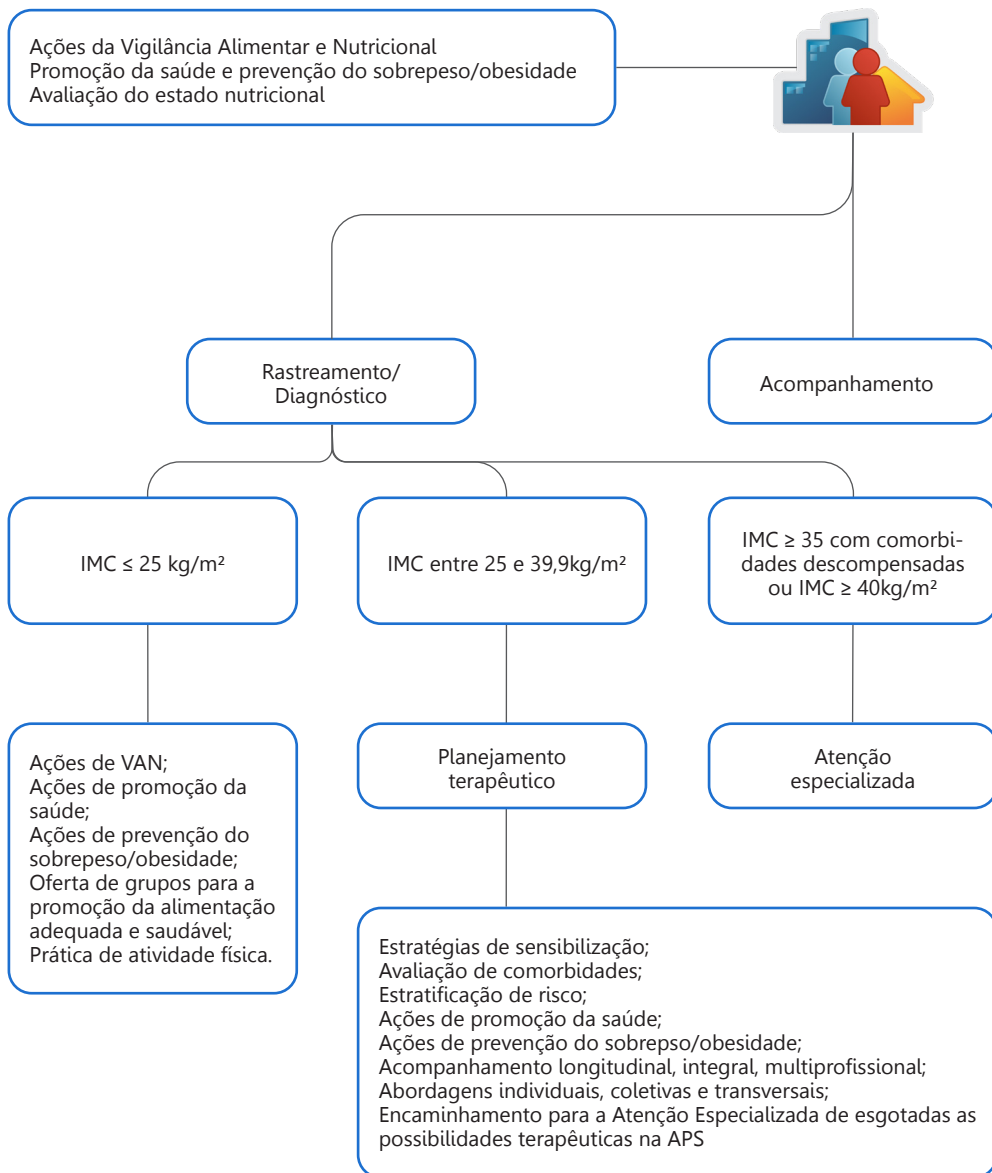 Ações da Vigilância Alimentar e Nutricional
Promoção da saúde e prevenção do sobrepeso/obesidade
Avaliação do estado nutricional
Rastreamento/
Diagnóstico
Acompanhamento
IMC ≤ 25 kg/m²
IMC entre 25 e 39,9kg/m²
IMC ≥ 35 com comorbi-
dades descompensadas
ou IMC ≥ 40kg/m²
Ações de VAN;
Ações de promoção da
saúde;
Ações de prevenção do
sobrepeso/obesidade;
Oferta de grupos para a
promoção da alimentação
adequada e saudável;
Prática de atividade física.
Planejamento
terapêutico
Atenção
especializada
Estratégias de sensibilização;
Avaliação de comorbidades;
Estratificação de risco;
Ações de promoção da saúde;
Ações de prevenção do sobrepso/obesidade;
Acompanhamento longitudinal, integral, multiprofissional;
Abordagens individuais, coletivas e transversais;
Encaminhamento para a Atenção Especializada de esgotadas as
possibilidades terapêuticas na APS